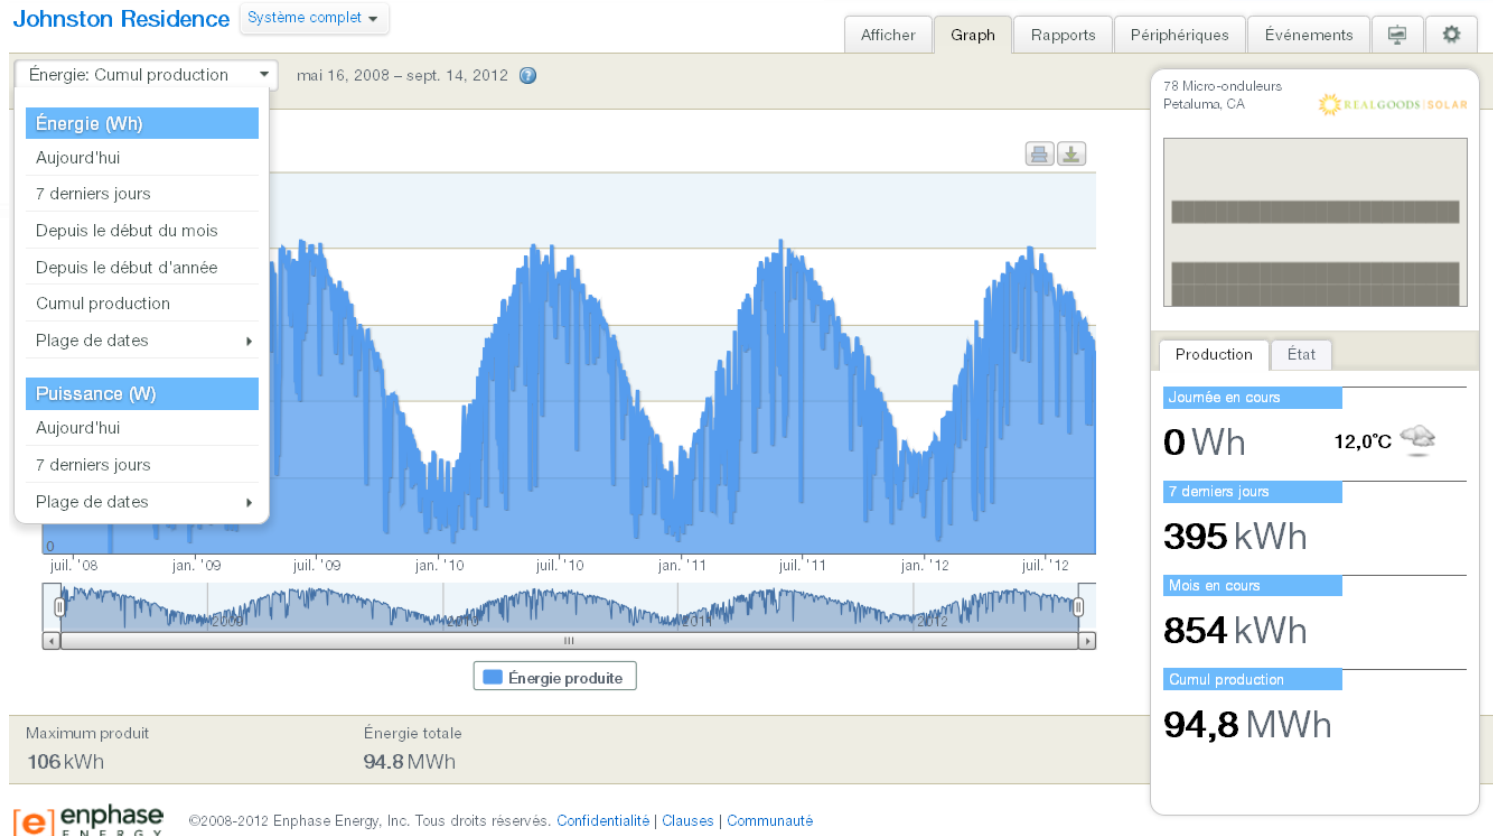 Johnston Residence Système complet
Afficher Graph Rapports Périphériques Événements
Énergie: Cumul production mai 16, 2008 – sept. 14, 2012 ?
Énergie (Wh)
Aujourd'hui
7 derniers jours
Depuis le début du mois
Depuis le début d'année
Cumul production
Plage de dates
Puissance (W)
Aujourd'hui
7 derniers jours
Plage de dates
0
juil. '08 jan. '09 juil. '09 jan. '10 juil. '10 jan. '11 juil. '11 jan. '12 juil. '12
2009 2010 2011 2012
Énergie produite
Maximum produit
106 kWh
Énergie totale
94.8 MWh
78 Micro-onduleurs
Petaluma, CA
REAL GOODS SOLAR
Production État
Journée en cours
0 Wh 12,0°C
7 derniers jours
395 kWh
Mois en cours
854 kWh
Cumul production
94,8 MWh
[e] enphase
ENERGY
©2008-2012 Enphase Energy, Inc. Tous droits réservés. Confidentialité | Clauses | Communauté